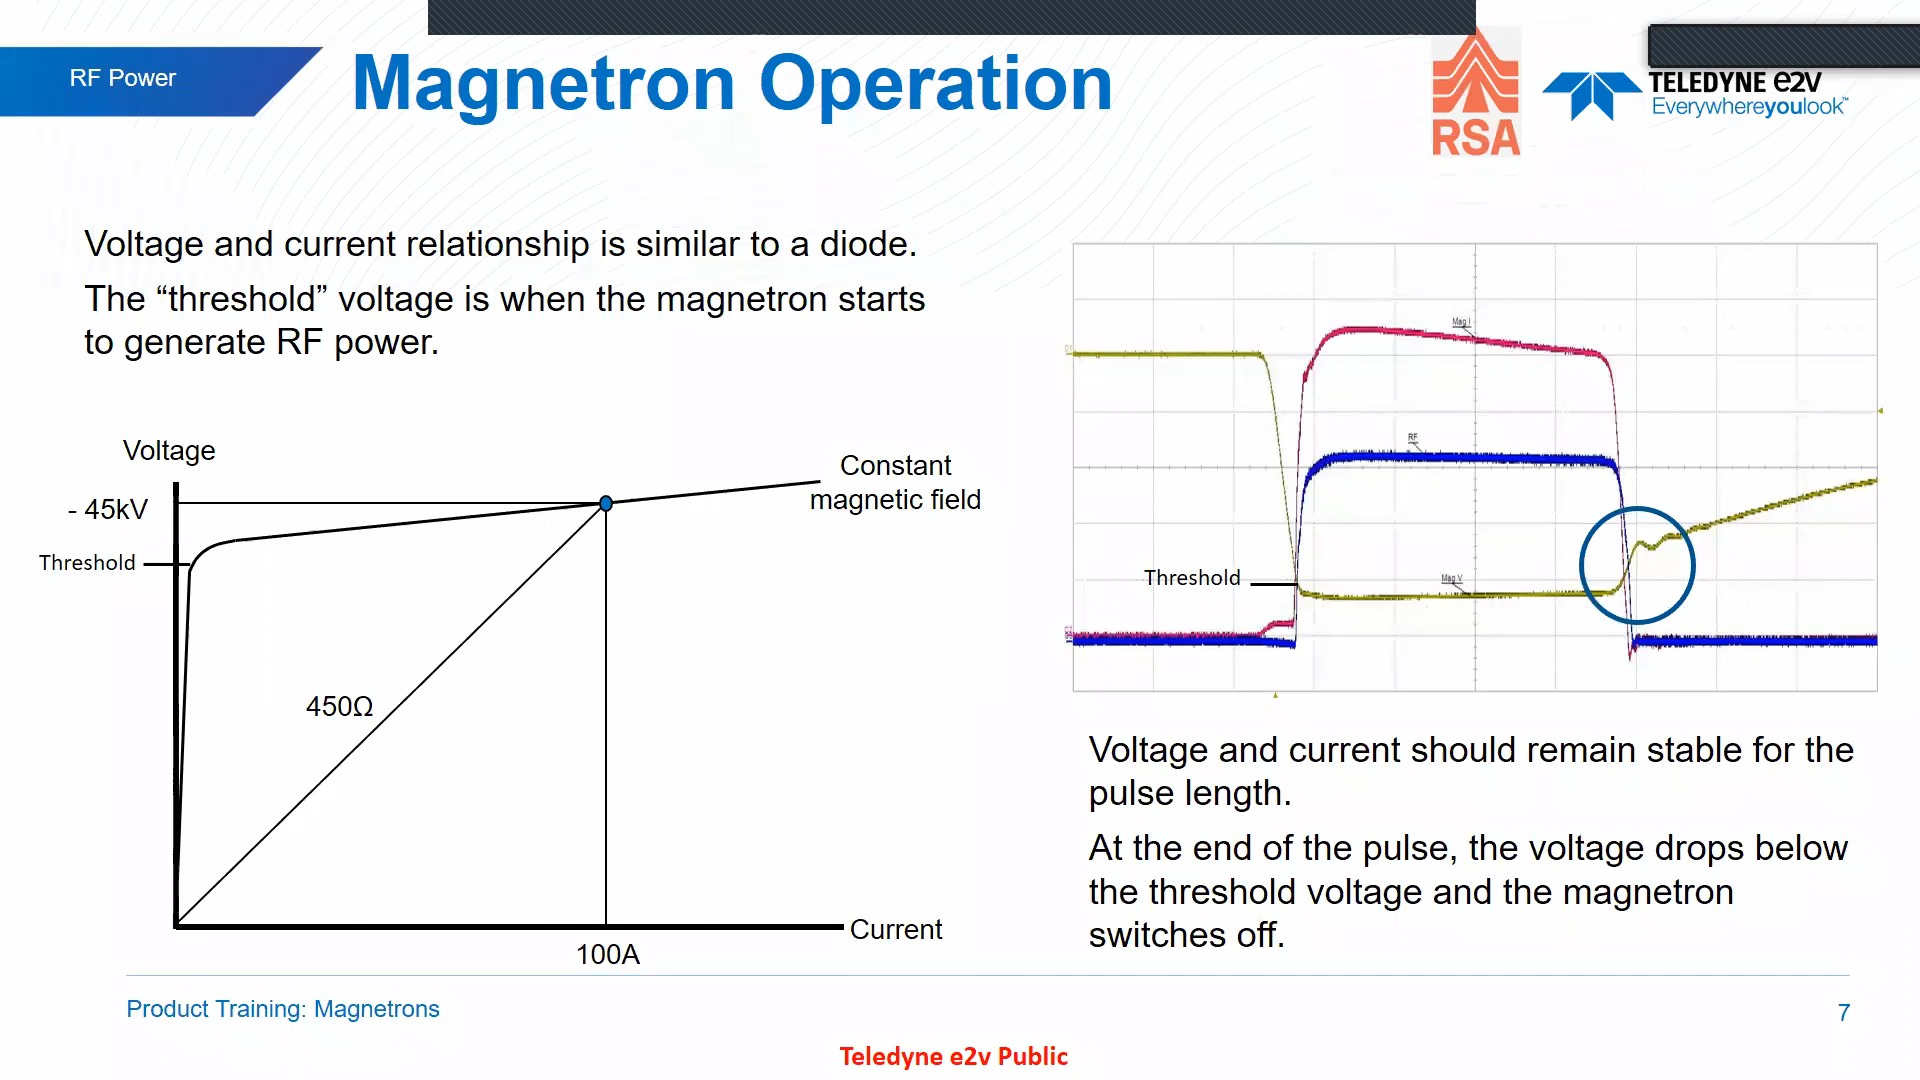 RF Power
Magnetron Operation
RSA
TELEDYNE e2v
Everywhereyoulook™
Voltage and current relationship is similar to a diode.
The “threshold” voltage is when the magnetron starts
to generate RF power.
Voltage
- 45kV
Threshold
450Ω
Constant
magnetic field
Current
100A
Mag I
RF
Threshold
Mag V
Voltage and current should remain stable for the
pulse length.
At the end of the pulse, the voltage drops below
the threshold voltage and the magnetron
switches off.
Product Training: Magnetrons
7
Teledyne e2v Public